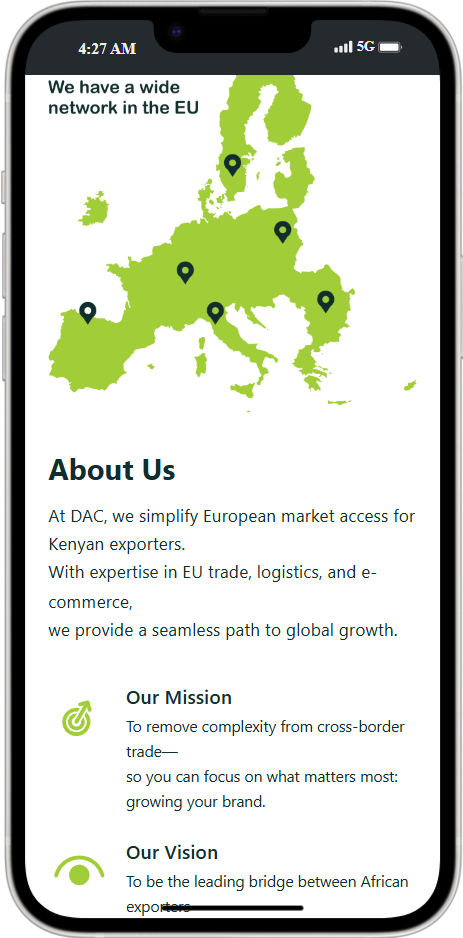 4:27 AM
5G
We have a wide
network in the EU
About Us
At DAC, we simplify European market access for
Kenyan exporters.
With expertise in EU trade, logistics, and e-
commerce,
we provide a seamless path to global growth.
Our Mission
To remove complexity from cross-border
trade—
so you can focus on what matters most:
growing your brand.
Our Vision
To be the leading bridge between African
exporters